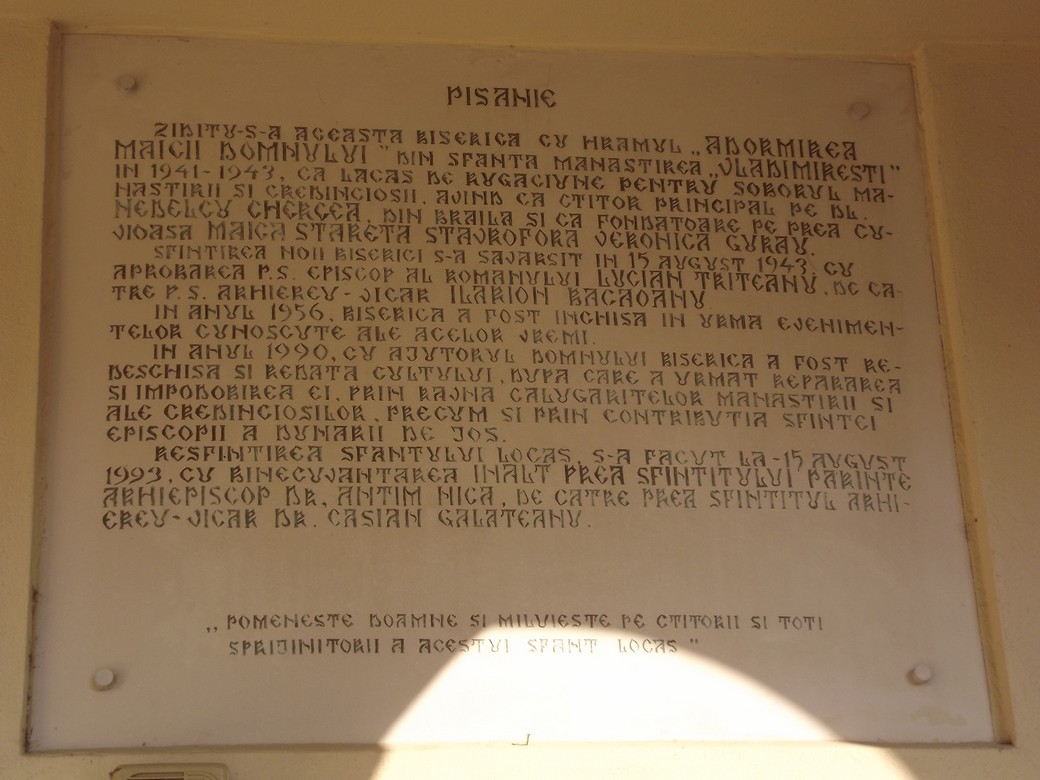 PISANIE
ZIDITU-S-A ACEASTA BISERICA CU HRAMUL „ADORMIREA
MAICII DOMNULUI" DIN SFANTA MANASTIREA „VLADIMIRESTI"
IN 1941-1943, CA LACAS DE RUGACIUNE PENTRU SOBORUL MA-
NASTIRII SI CREDINCIOSII, AVIND CA CTITOR PRINCIPAL PE DL.
NEDELCU CHERCEA, DIN BRAILA SI CA FONDATOARE PE PREA CU-
VIOASA MAICA STARETA STAVROFORA VERONICA GURAU.
SFINTIREA NOII BISERICI S-A SAVARSIT IN 15 AUGUST 1943, CU
APROBAREA P.S. EPISCOP AL ROMANULUI LUCIAN TRITEANU, DE CA-
TRE P.S. ARHIEREU-VICAR ILARION BACAOANU
IN ANUL 1956, BISERICA A FOST INCHISA IN URMA EVENIMEN-
TELOR CUNOSCUTE ALE ACELOR VREMI.
IN ANUL 1990, CU AJUTORUL DOMNULUI BISERICA A FOST RE-
DESCHISA SI REDATA CULTULUI, DUPA CARE A URMAT REPARAREA
SI IMPODOBIREA EI, PRIN RAVNA CALUGARITELOR MANASTIRII SI
ALE CREDINCIOSILOR, PRECUM SI PRIN CONTRIBUTIA SFINTEI
EPISCOPII A DUNARII DE JOS.
RESFINTIREA SFANTULUI LOCAS, S-A FACUT LA-15 AUGUST
1993, CU BINECUVANTAREA INALT PREA SFINTITULUI PARINTE
ARHIEPISCOP DR. ANTIM NICA, DE CATRE PREA SFINTITUL ARHI-
EREU-VICAR DR. CASIAN GALATEANU.
„POMENESTE DOAMNE SI MILUIESTE PE CTITORII SI TOTI
SPRIJINITORII A ACESTUI SFANT LOCAS"